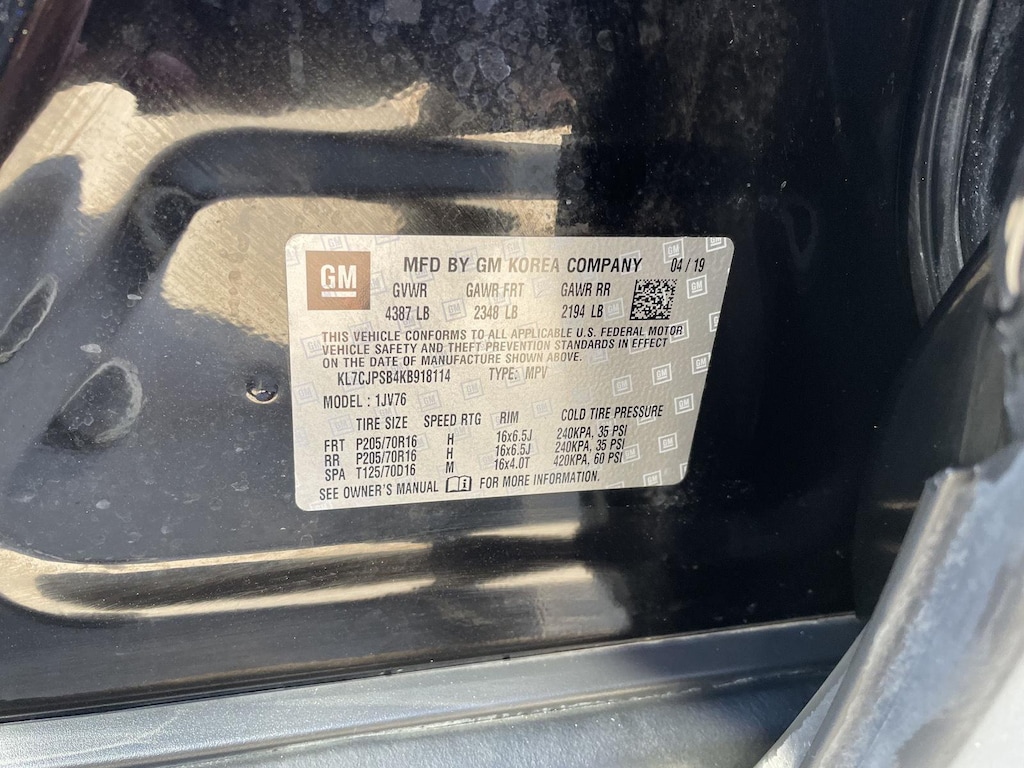 GM
MFD BY GM KOREA COMPANY 04/19
GVWR GAWR FRT GAWR RR
4387 LB 2348 LB 2194 LB
THIS VEHICLE CONFORMS TO ALL APPLICABLE U.S. FEDERAL MOTOR
VEHICLE SAFETY AND THEFT PREVENTION STANDARDS IN EFFECT
ON THE DATE OF MANUFACTURE SHOWN ABOVE.
KL7CJPSB4KB918114 TYPE: MPV
MODEL : 1JV76
TIRE SIZE SPEED RTG RIM COLD TIRE PRESSURE
FRT P205/70R16 H 16x6.5J 240KPA, 35 PSI
RR P205/70R16 H 16x6.5J 240KPA, 35 PSI
SPA T125/70D16 M 16x4.0T 420KPA, 60 PSI
SEE OWNER'S MANUAL FOR MORE INFORMATION.